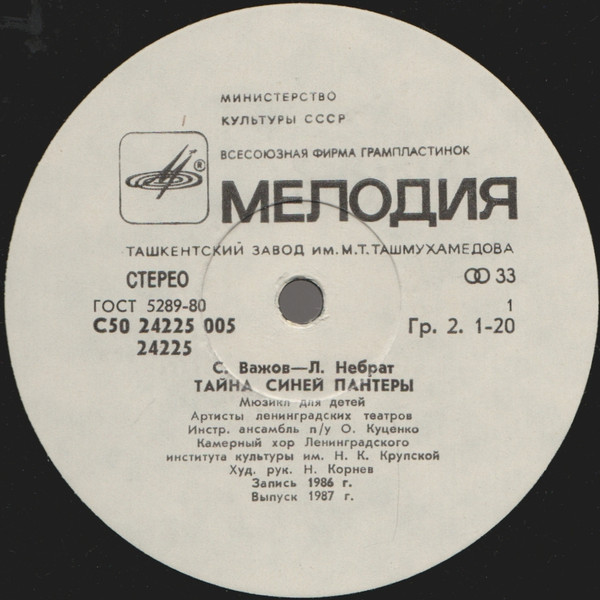 МИНИСТЕРСТВО
КУЛЬТУРЫ СССР
ВСЕСОЮЗНАЯ ФИРМА ГРАМПЛАСТИНОК
® МЕЛОДИЯ
ТАШКЕНТСКИЙ ЗАВОД ИМ. М. Т. ТАШМУХАМЕДОВА
СТЕРЕО 33
ГОСТ 5289-80 1
С50 24225 005 Гр. 2. 1-20
24225
С. Важов—Л. Небрат
ТАЙНА СИНЕЙ ПАНТЕРЫ
Мюзикл для детей
Артисты ленинградских театров
Инстр. ансамбль п/у О. Куценко
Камерный хор Ленинградского
института культуры им. Н. К. Крупской
Худ. рук. Н. Корнев
Запись 1986 г.
Выпуск 1987 г.